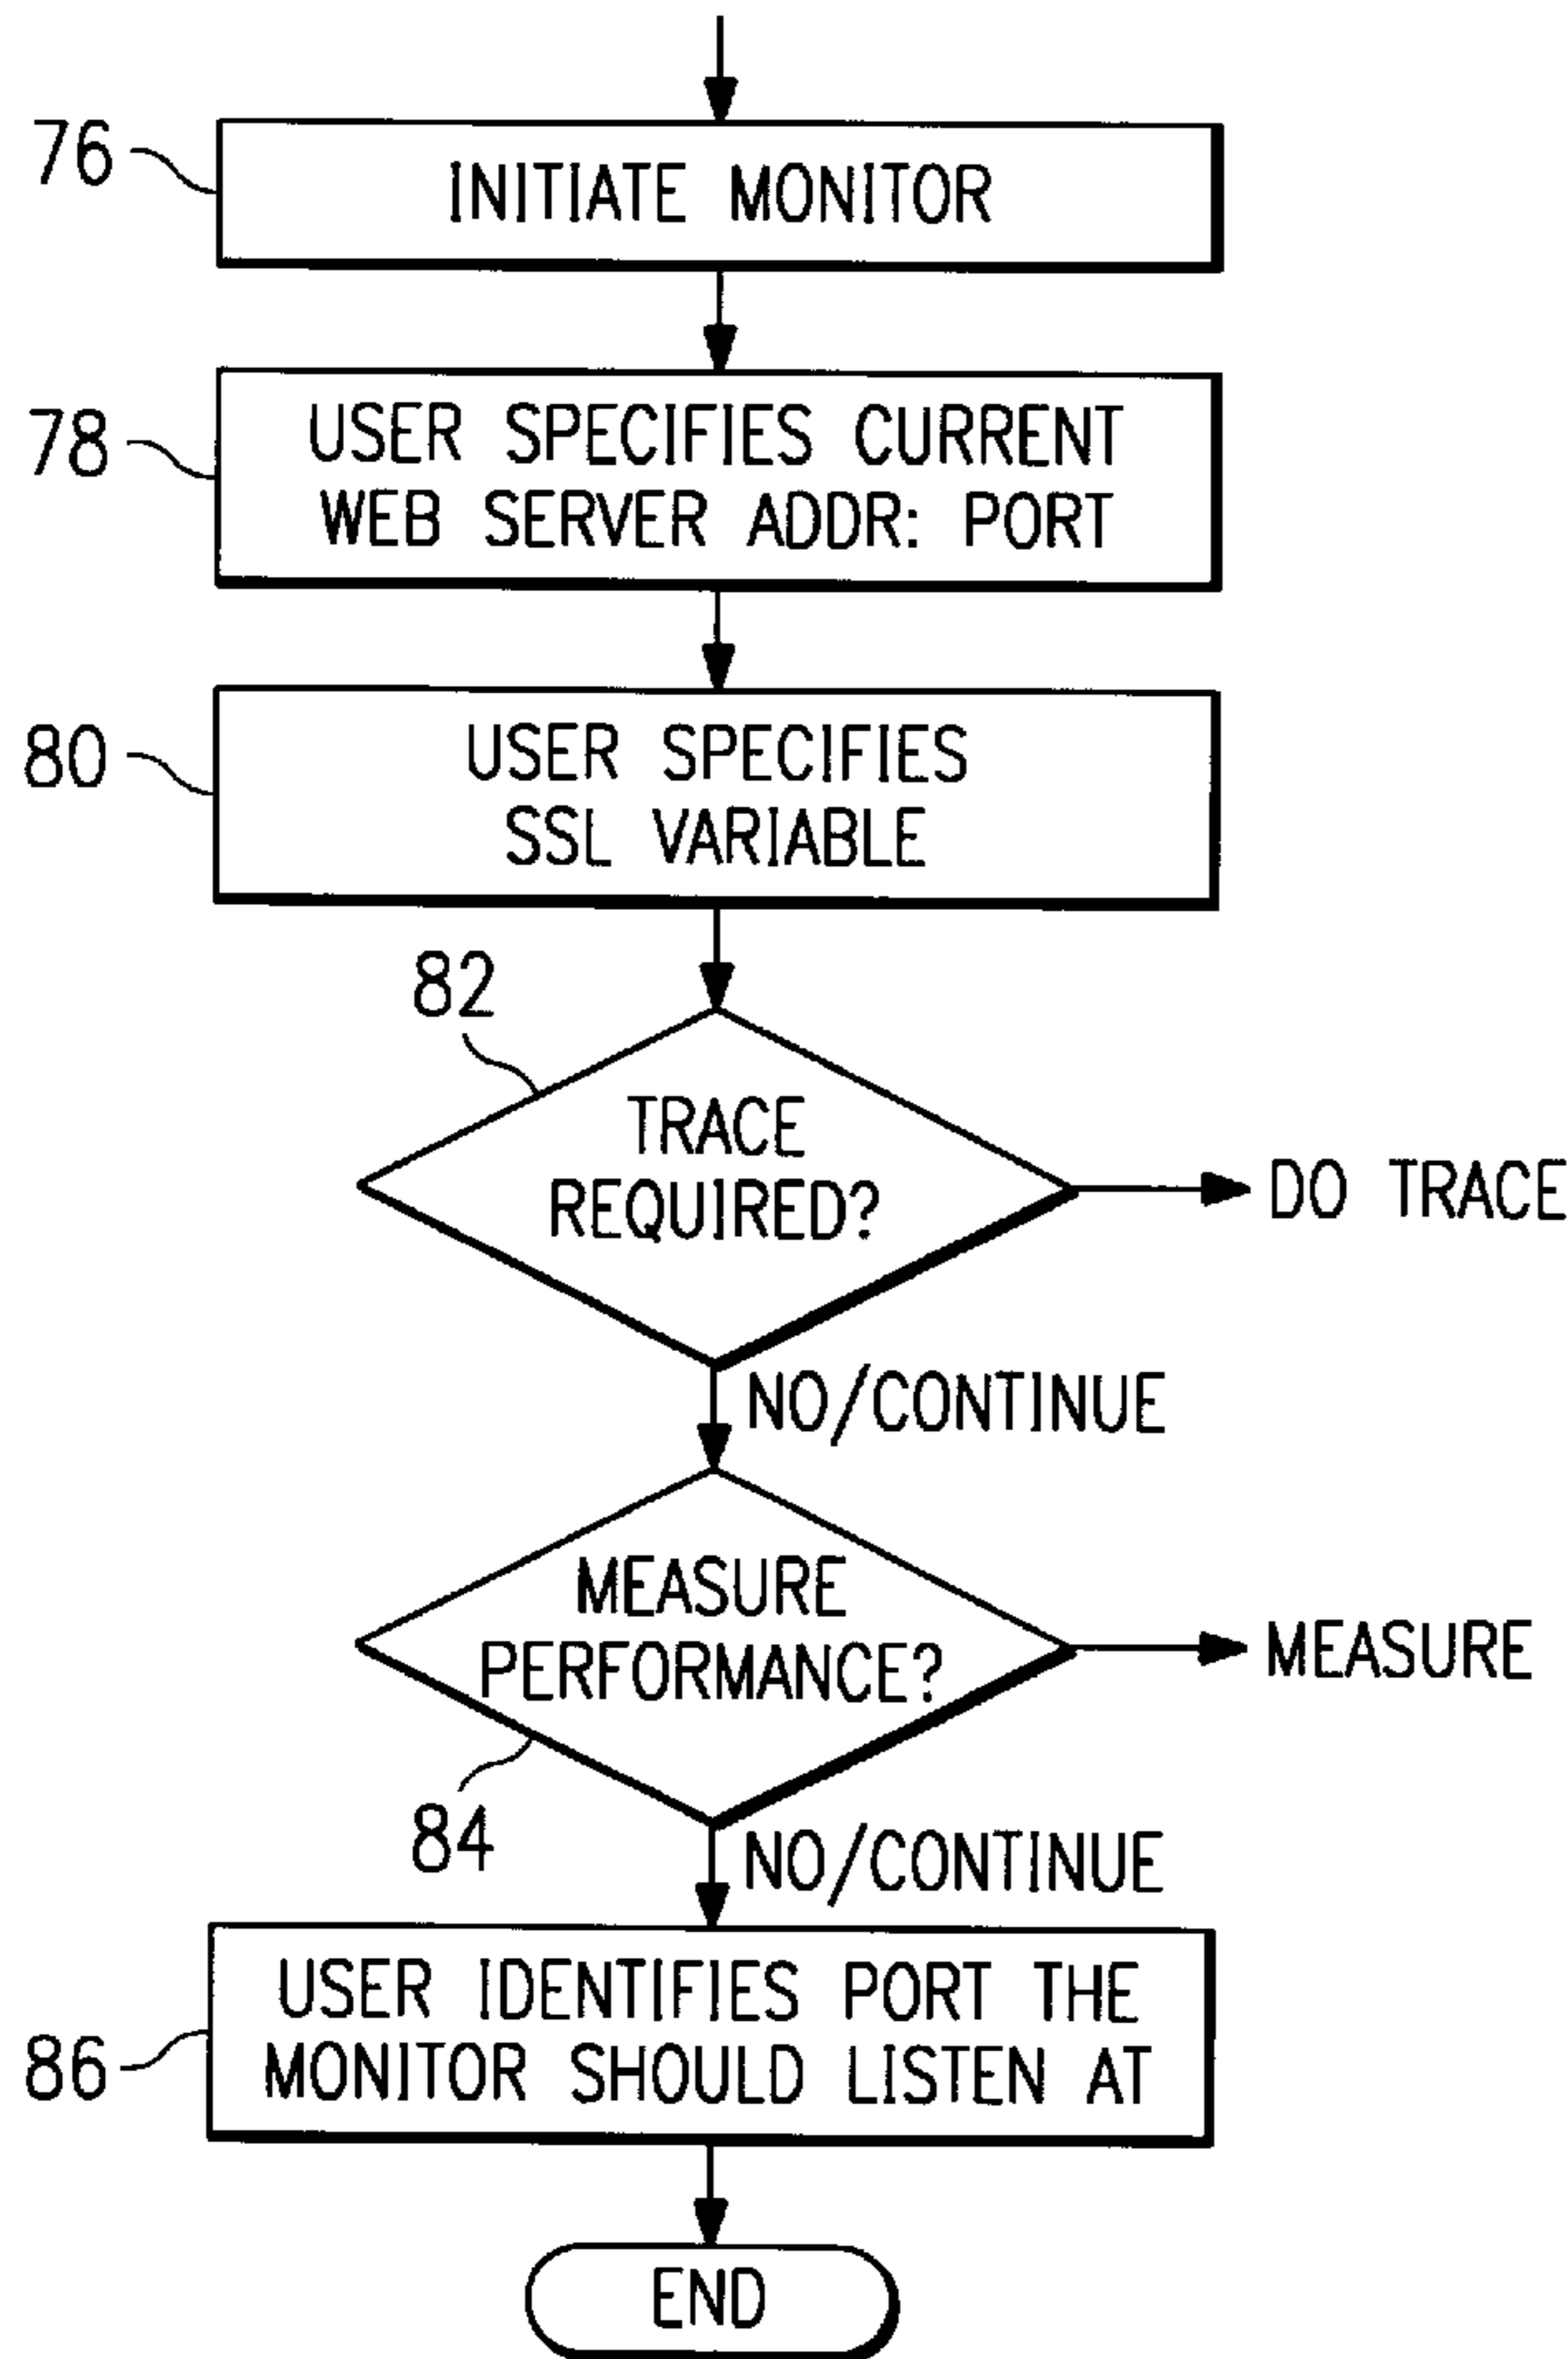 76
INITIATE MONITOR
78
USER SPECIFIES CURRENT
WEB SERVER ADDR: PORT
80
USER SPECIFIES
SSL VARIABLE
82
TRACE
REQUIRED?
DO TRACE
NO/CONTINUE
MEASURE
PERFORMANCE?
MEASURE
84
NO/CONTINUE
86
USER IDENTIFIES PORT THE
MONITOR SHOULD LISTEN AT
END